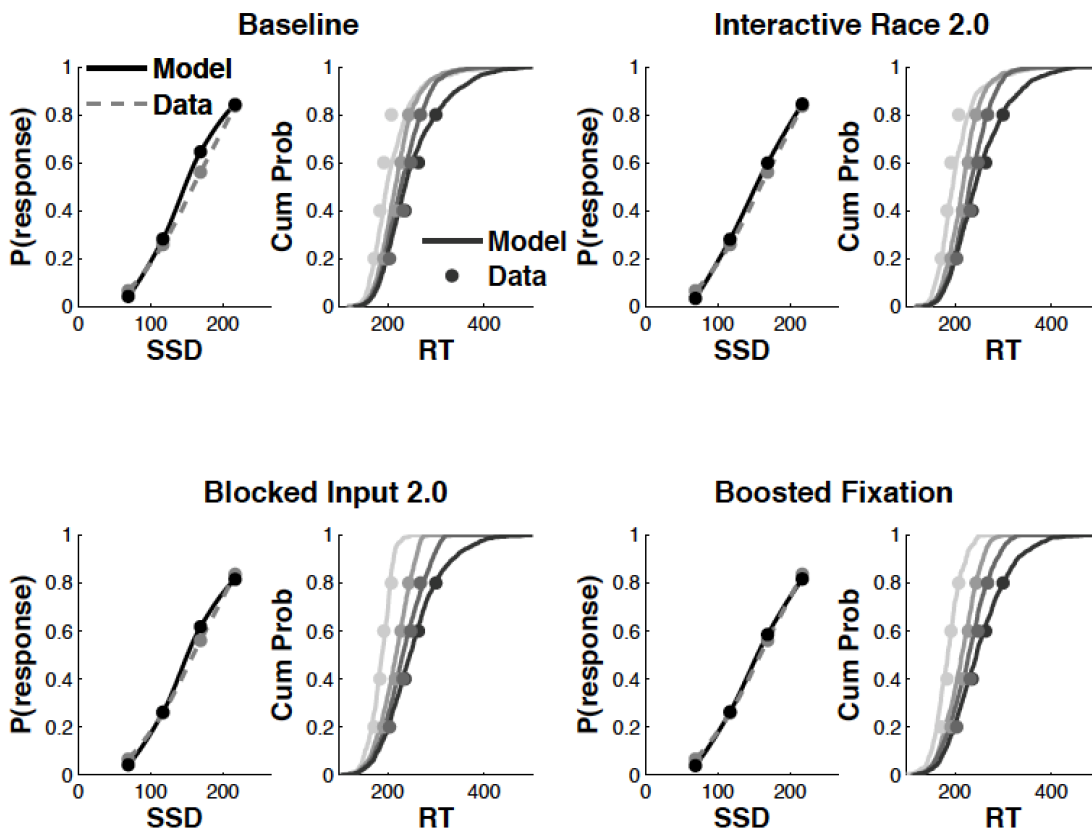 Baseline
Interactive Race 2.0
P(response)
1
0.8
0.6
0.4
0.2
0
Model
Data
0
100
200
SSD
Cum Prob
1
0.8
0.6
0.4
0.2
0
Model
Data
200
400
RT
P(response)
1
0.8
0.6
0.4
0.2
0
0
100
200
SSD
Cum Prob
1
0.8
0.6
0.4
0.2
0
200
400
RT
Blocked Input 2.0
Boosted Fixation
P(response)
1
0.8
0.6
0.4
0.2
0
0
100
200
SSD
Cum Prob
1
0.8
0.6
0.4
0.2
0
200
400
RT
P(response)
1
0.8
0.6
0.4
0.2
0
0
100
200
SSD
Cum Prob
1
0.8
0.6
0.4
0.2
0
200
400
RT